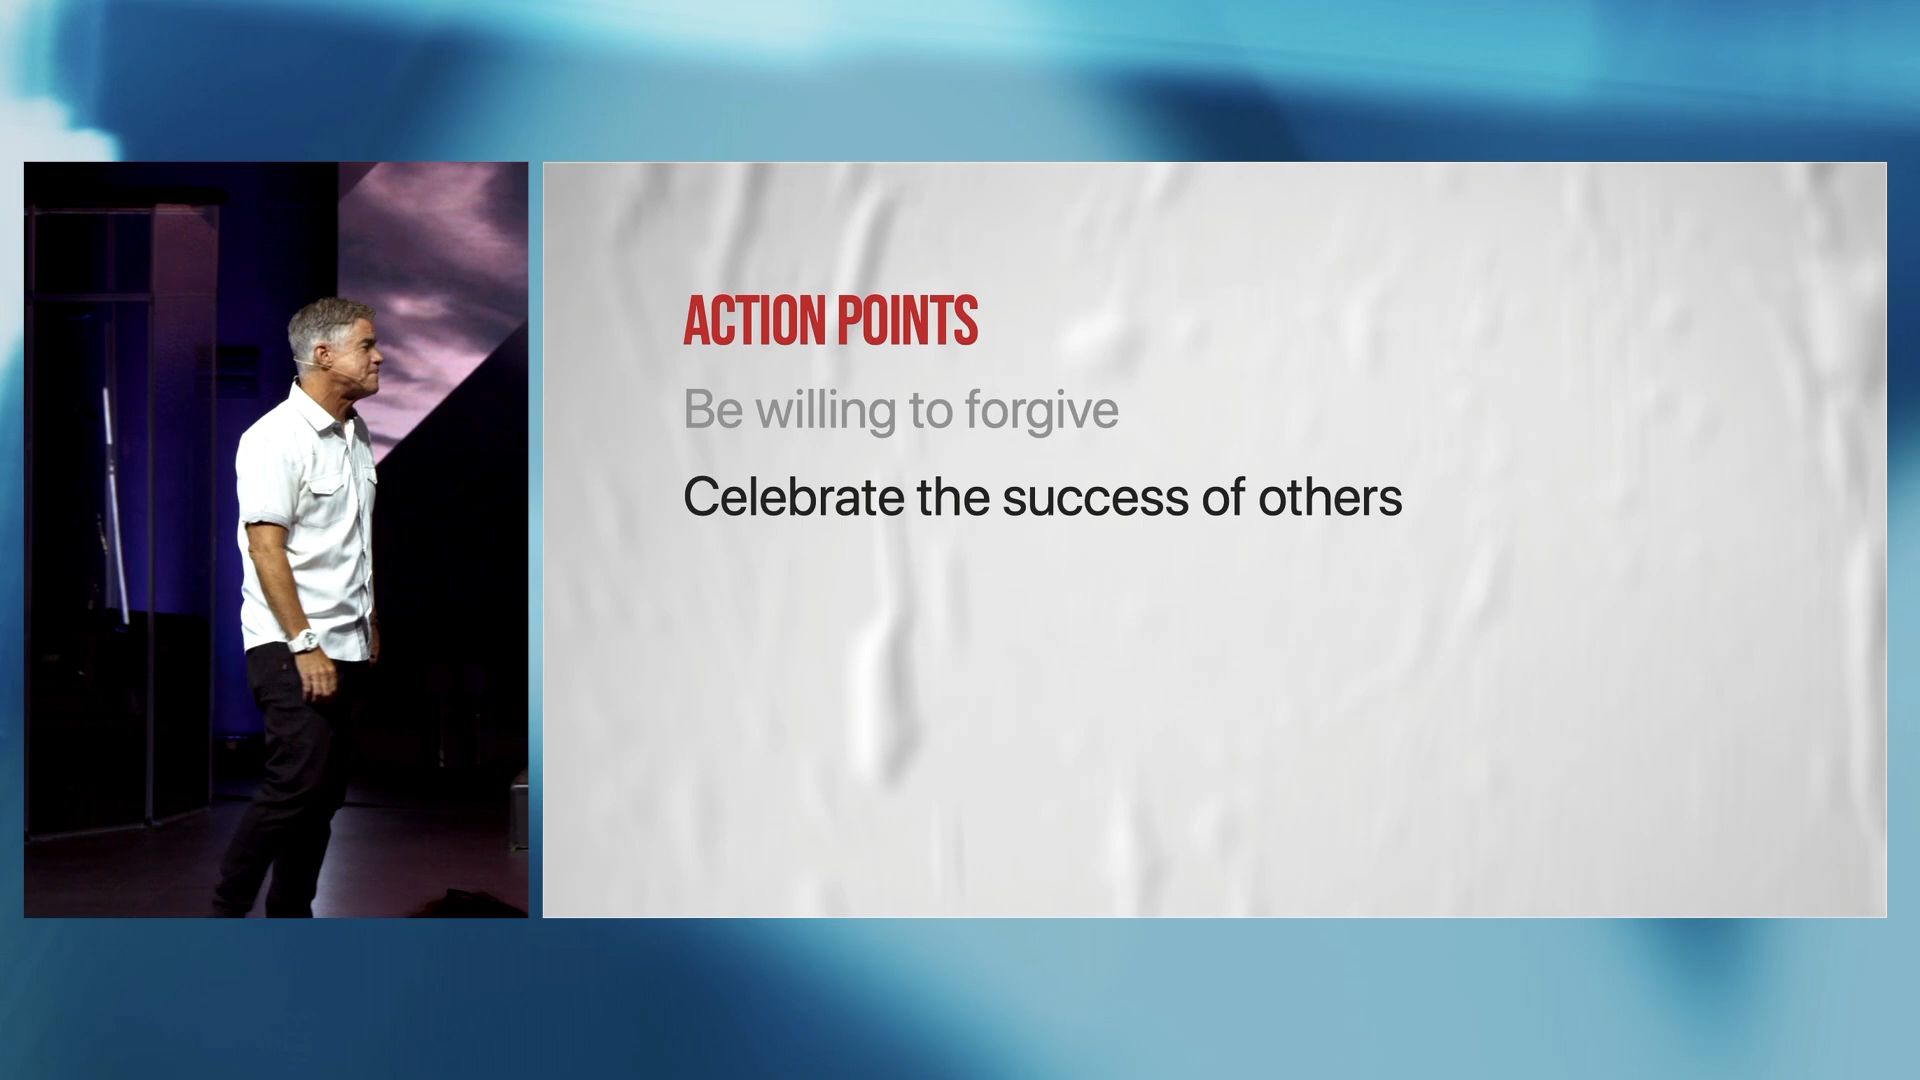 ACTION POINTS
Be willing to forgive
Celebrate the success of others